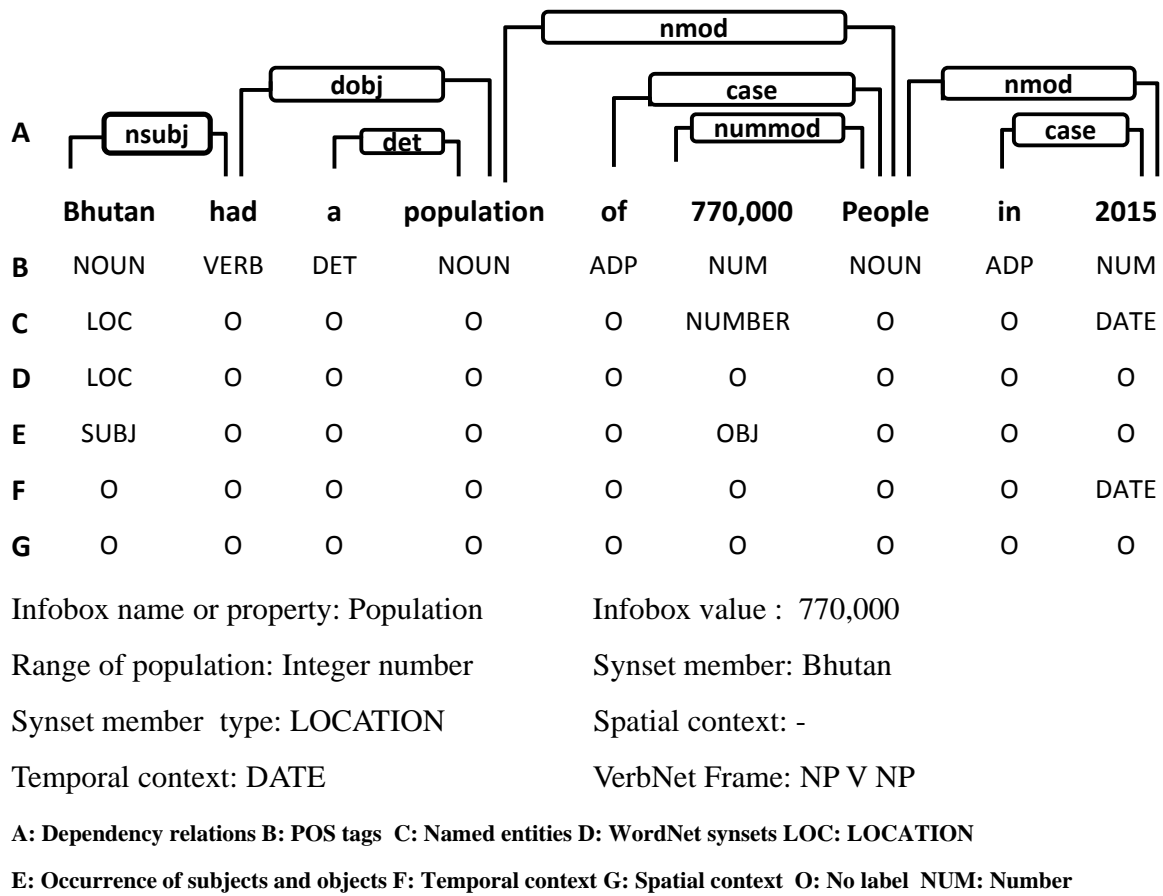 nmod
dobj case nmod
A nsubj det nummod case
Bhutan had a population of 770,000 People in 2015
B NOUN VERB DET NOUN ADP NUM NOUN ADP NUM
C LOC O O O O NUMBER O O DATE
D LOC O O O O O O O O
E SUBJ O O O O OBJ O O O
F O O O O O O O O DATE
G O O O O O O O O O
Infobox name or property: Population Infobox value : 770,000
Range of population: Integer number Synset member: Bhutan
Synset member type: LOCATION Spatial context: -
Temporal context: DATE VerbNet Frame: NP V NP
A: Dependency relations B: POS tags C: Named entities D: WordNet synsets LOC: LOCATION
E: Occurrence of subjects and objects F: Temporal context G: Spatial context O: No label NUM: Number